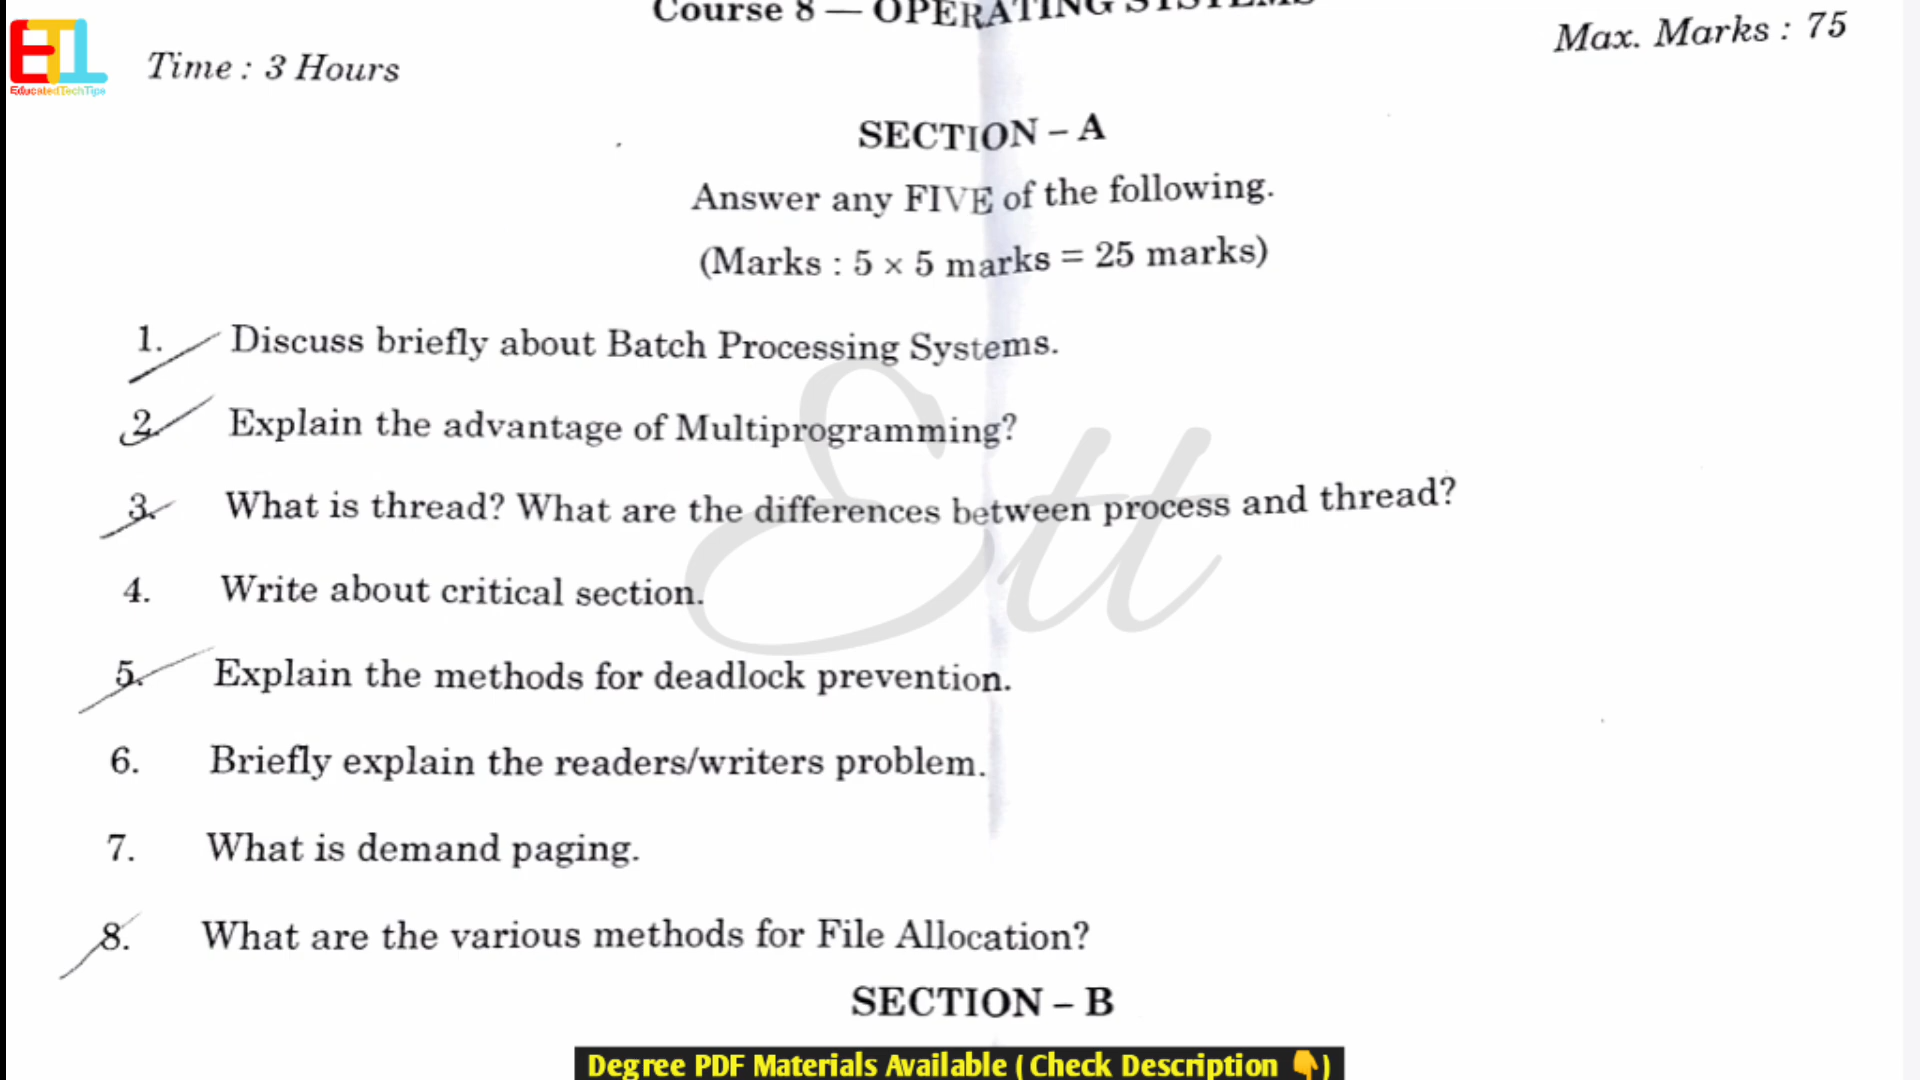 Course 8 — OPERATING SYSTEMS
ETL
EducatedTechTips
Time : 3 Hours
Max. Marks : 75
SECTION – A
Answer any FIVE of the following.
(Marks : 5 × 5 marks = 25 marks)
1. Discuss briefly about Batch Processing Systems.
2. Explain the advantage of Multiprogramming?
3. What is thread? What are the differences between process and thread?
4. Write about critical section.
5. Explain the methods for deadlock prevention.
6. Briefly explain the readers/writers problem.
7. What is demand paging.
8. What are the various methods for File Allocation?
Ett
SECTION – B
Degree PDF Materials Available ( Check Description 👇)